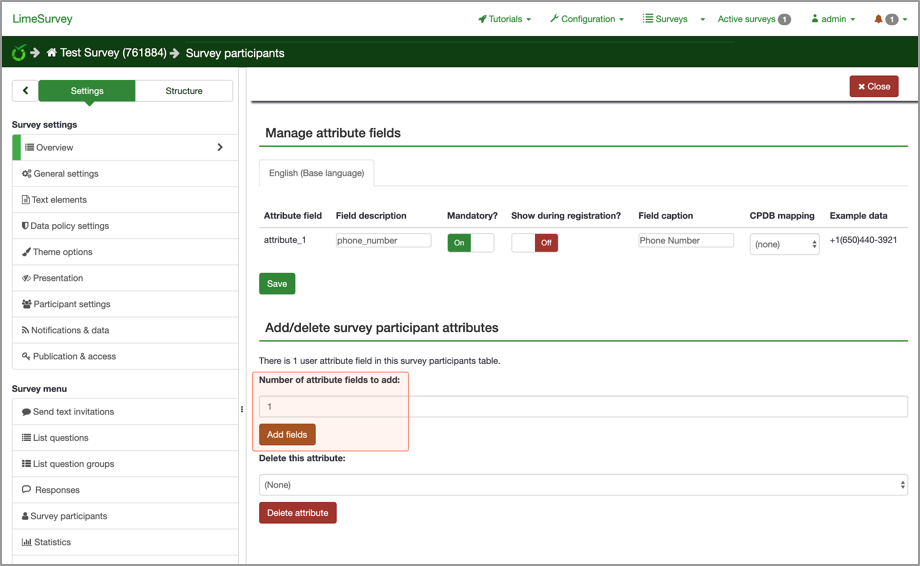 LimeSurvey
Tutorials
Configuration
Surveys
Active surveys 1
admin
1
Test Survey (761884)
Survey participants
Settings
Structure
Close
Survey settings
Overview
General settings
Text elements
Data policy settings
Theme options
Presentation
Participant settings
Notifications & data
Publication & access
Survey menu
Send text invitations
List questions
List question groups
Responses
Survey participants
Statistics
Manage attribute fields
English (Base language)
Attribute field Field description Mandatory? Show during registration? Field caption CPDB mapping Example data
attribute_1 phone_number On Off Phone Number (none) +1(650)440-3921
Save
Add/delete survey participant attributes
There is 1 user attribute field in this survey participants table.
Number of attribute fields to add:
1
Add fields
Delete this attribute:
(None)
Delete attribute